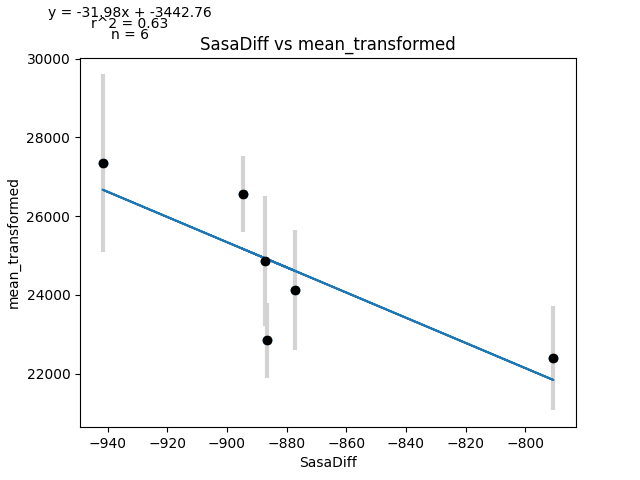 y = -31.98x + -3442.76
r^2 = 0.63
n = 6
SasaDiff vs mean_transformed
30000
28000
26000
24000
22000
mean_transformed
−940 −920 −900 −880 −860 −840 −820 −800
SasaDiff